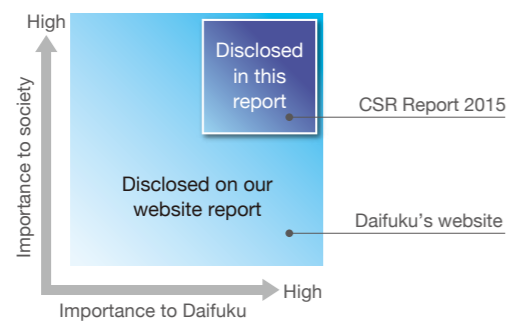 High
Importance to society
Disclosed
in this
report
CSR Report 2015
Disclosed on our
website report
Daifuku's website
High
Importance to Daifuku